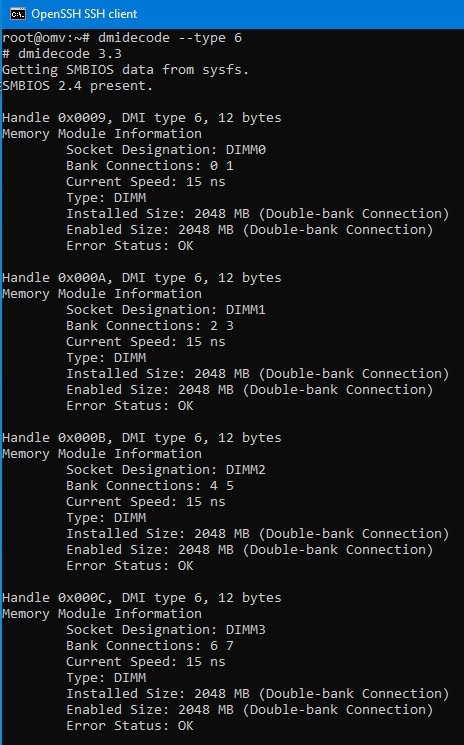 OpenSSH SSH client
root@omv:~# dmidecode --type 6
# dmidecode 3.3
Getting SMBIOS data from sysfs.
SMBIOS 2.4 present.
Handle 0x0009, DMI type 6, 12 bytes
Memory Module Information
Socket Designation: DIMM0
Bank Connections: 0 1
Current Speed: 15 ns
Type: DIMM
Installed Size: 2048 MB (Double-bank Connection)
Enabled Size: 2048 MB (Double-bank Connection)
Error Status: OK
Handle 0x000A, DMI type 6, 12 bytes
Memory Module Information
Socket Designation: DIMM1
Bank Connections: 2 3
Current Speed: 15 ns
Type: DIMM
Installed Size: 2048 MB (Double-bank Connection)
Enabled Size: 2048 MB (Double-bank Connection)
Error Status: OK
Handle 0x000B, DMI type 6, 12 bytes
Memory Module Information
Socket Designation: DIMM2
Bank Connections: 4 5
Current Speed: 15 ns
Type: DIMM
Installed Size: 2048 MB (Double-bank Connection)
Enabled Size: 2048 MB (Double-bank Connection)
Error Status: OK
Handle 0x000C, DMI type 6, 12 bytes
Memory Module Information
Socket Designation: DIMM3
Bank Connections: 6 7
Current Speed: 15 ns
Type: DIMM
Installed Size: 2048 MB (Double-bank Connection)
Enabled Size: 2048 MB (Double-bank Connection)
Error Status: OK